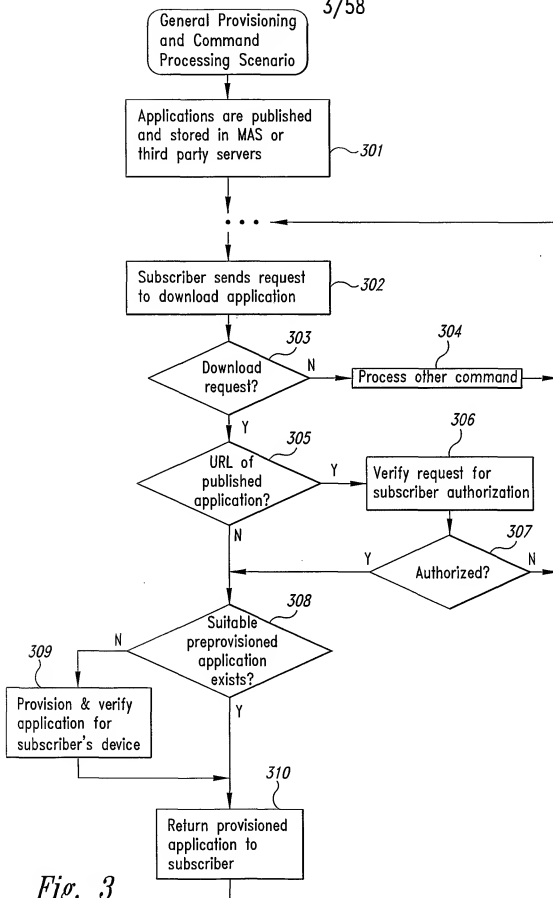 3/58
General Provisioning
and Command
Processing Scenario
Applications are published
and stored in MAS or
third party servers
301
• • •
Subscriber sends request
to download application
302
303
Download
request?
N
304
Process other command
Y
305
URL of
published
application?
Y
306
Verify request for
subscriber authorization
N
307
Y
Authorized?
N
308
Suitable
preprovisioned
application
exists?
N
309
Provision & verify
application for
subscriber's device
Y
310
Return provisioned
application to
subscriber
Fig. 3